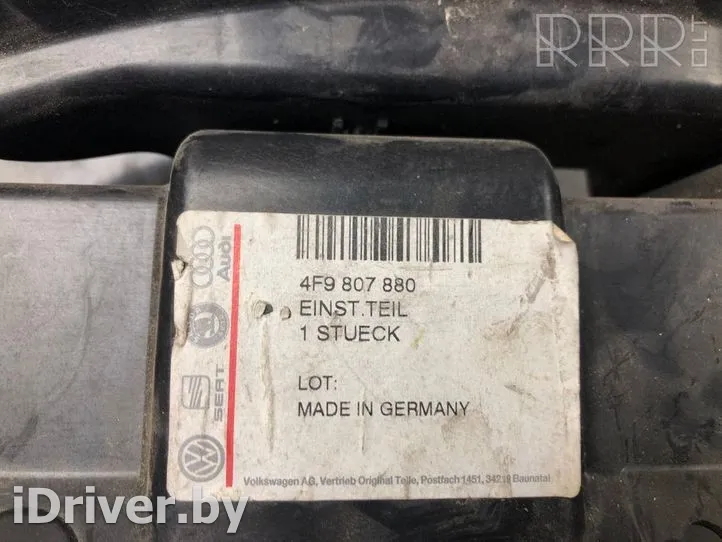 RRR.LT
Audi
SEAT
4F9 807 880
EINST.TEIL
1 STUECK
LOT:
MADE IN GERMANY
Volkswagen AG, Vertrieb Original Teile, Postfach 1451, 34219 Baunatal
iDriver.by